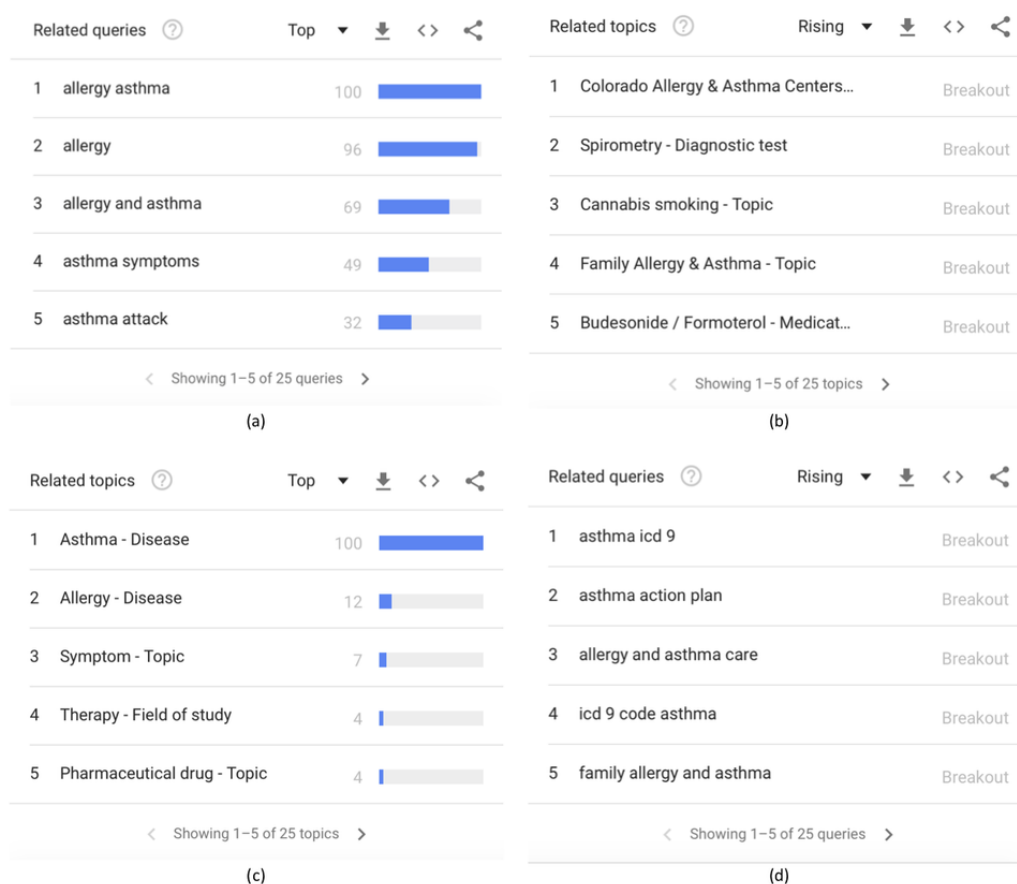 Related queries ? Top
1 allergy asthma 100
2 allergy 96
3 allergy and asthma 69
4 asthma symptoms 49
5 asthma attack 32
Showing 1–5 of 25 queries
(a)
Related topics ? Rising
1 Colorado Allergy & Asthma Centers... Breakout
2 Spirometry - Diagnostic test Breakout
3 Cannabis smoking - Topic Breakout
4 Family Allergy & Asthma - Topic Breakout
5 Budesonide / Formoterol - Medicat... Breakout
Showing 1–5 of 25 topics
(b)
Related topics ? Top
1 Asthma - Disease 100
2 Allergy - Disease 12
3 Symptom - Topic 7
4 Therapy - Field of study 4
5 Pharmaceutical drug - Topic 4
Showing 1–5 of 25 topics
(c)
Related queries ? Rising
1 asthma icd 9 Breakout
2 asthma action plan Breakout
3 allergy and asthma care Breakout
4 icd 9 code asthma Breakout
5 family allergy and asthma Breakout
Showing 1–5 of 25 queries
(d)